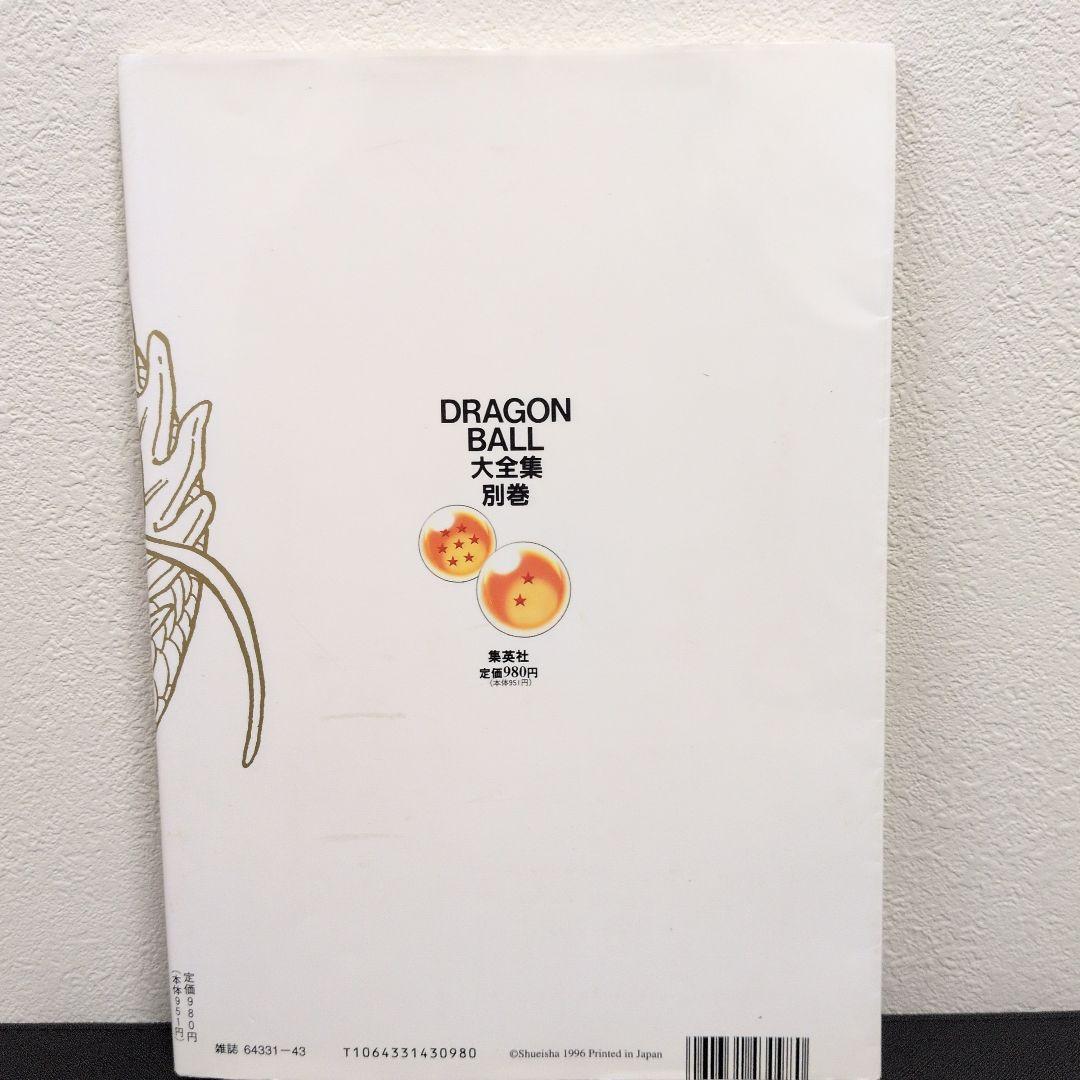 DRAGON
BALL
大全集
別巻
集英社
定価980円
(本体951円)
定価980円
(本体951円)
雑誌 64331-43
T1064331430980
©Shueisha 1996 Printed in Japan